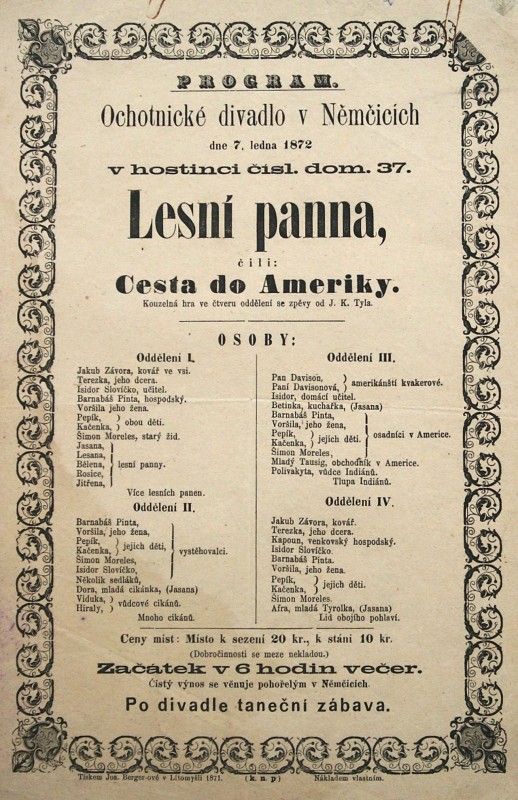 PROGRAM.
Ochotnické divadlo v Němčicích
dne 7. ledna 1872
v hostinci čísl. dom. 37.
Lesní panna,
čili:
Cesta do Ameriky.
Kouzelná hra ve čtveru oddělení se zpěvy od J. K. Tyla.
OSOBY:
Oddělení I.
Jakub Závora, kovář ve vsi.
Terezka, jeho dcera.
Isidor Slovíčko, učitel.
Barnabáš Pinta, hospodský.
Voršila jeho žena.
Pepík, } obou děti.
Kačenka,
Šimon Moreles, starý žid.
Jasana,
Lesana,
Bělena, } lesní panny.
Rosice,
Jitřena,
Více lesních panen.
Oddělení II.
Barnabáš Pinta,
Voršila, jeho žena,
Pepík, } jejich děti,
Kačenka, } vystěhovalci.
Šimon Moreles,
Isidor Slovíčko,
Několik sedláků,
Dora, mladá cikánka, (Jasana)
Viduka, } vůdcové cikánů.
Hiraly,
Mnoho cikánů.
Oddělení III.
Pan Davison, } amerikánští kvakerové.
Paní Davisonová,
Isidor, domácí učitel.
Betinka, kuchařka, (Jasana)
Barnabáš Pinta,
Voršila, jeho žena,
Pepík, } jejich děti. } osadníci v Americe.
Kačenka,
Šimon Moreles,
Mladý Tausig, obchodník v Americe.
Polivakyta, vůdce Indiánů.
Tlupa Indiánů.
Oddělení IV.
Jakub Závora, kovář.
Terezka, jeho dcera.
Kapoun, venkovský hospodský.
Isidor Slovíčko.
Barnabáš Pinta.
Voršila, jeho žena.
Pepík, } jejich děti.
Kačenka,
Šimon Moreles.
Afra, mladá Tyrolka, (Jasana)
Lid obojího pohlaví.
Ceny míst: Místo k sezení 20 kr., k stání 10 kr.
(Dobročinnosti se meze nekladou.)
Začátek v 6 hodin večer.
Čistý výnos se věnuje pohořelým v Němčicích.
Po divadle taneční zábava.
Tiskem Jos. Berger-ové v Litomyšli 1871. (k. n. p) Nákladem vlastním.